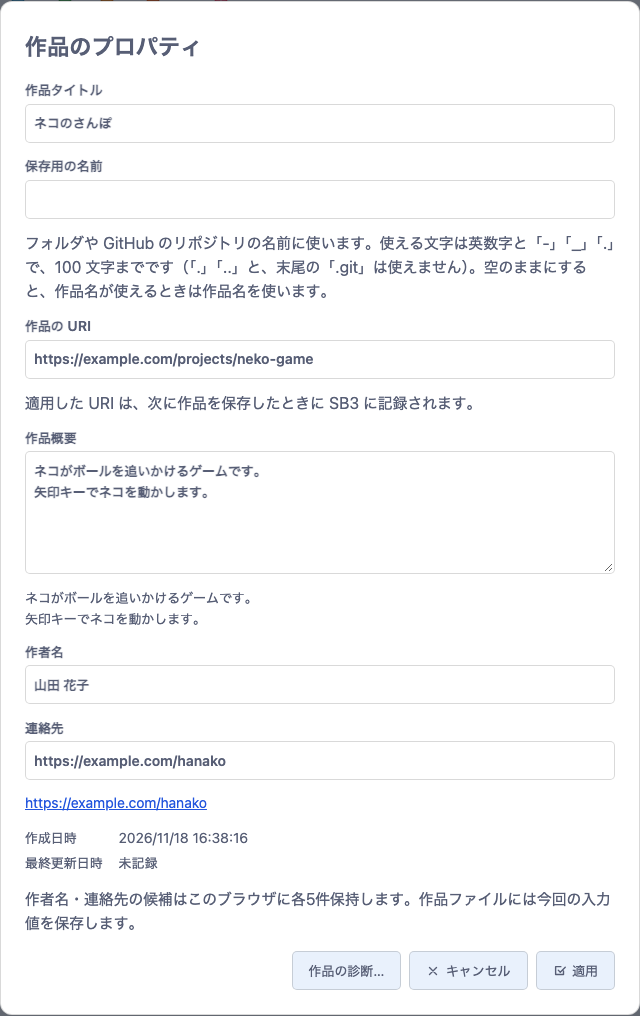 作品のプロパティ
作品タイトル
ネコのさんぽ
保存用の名前
フォルダや GitHub のリポジトリの名前に使います。使える文字は英数字と「-」「_」「.」
で、100 文字までです（「.」「..」と、末尾の「.git」は使えません）。空のままにする
と、作品名が使えるときは作品名を使います。
作品の URI
https://example.com/projects/neko-game
適用した URI は、次に作品を保存したときに SB3 に記録されます。
作品概要
ネコがボールを追いかけるゲームです。
矢印キーでネコを動かします。
ネコがボールを追いかけるゲームです。
矢印キーでネコを動かします。
作者名
山田 花子
連絡先
https://example.com/hanako
https://example.com/hanako
作成日時 2026/11/18 16:38:16
最終更新日時 未記録
作者名・連絡先の候補はこのブラウザに各5件保持します。作品ファイルには今回の入力
値を保存します。
作品の診断... キャンセル 適用